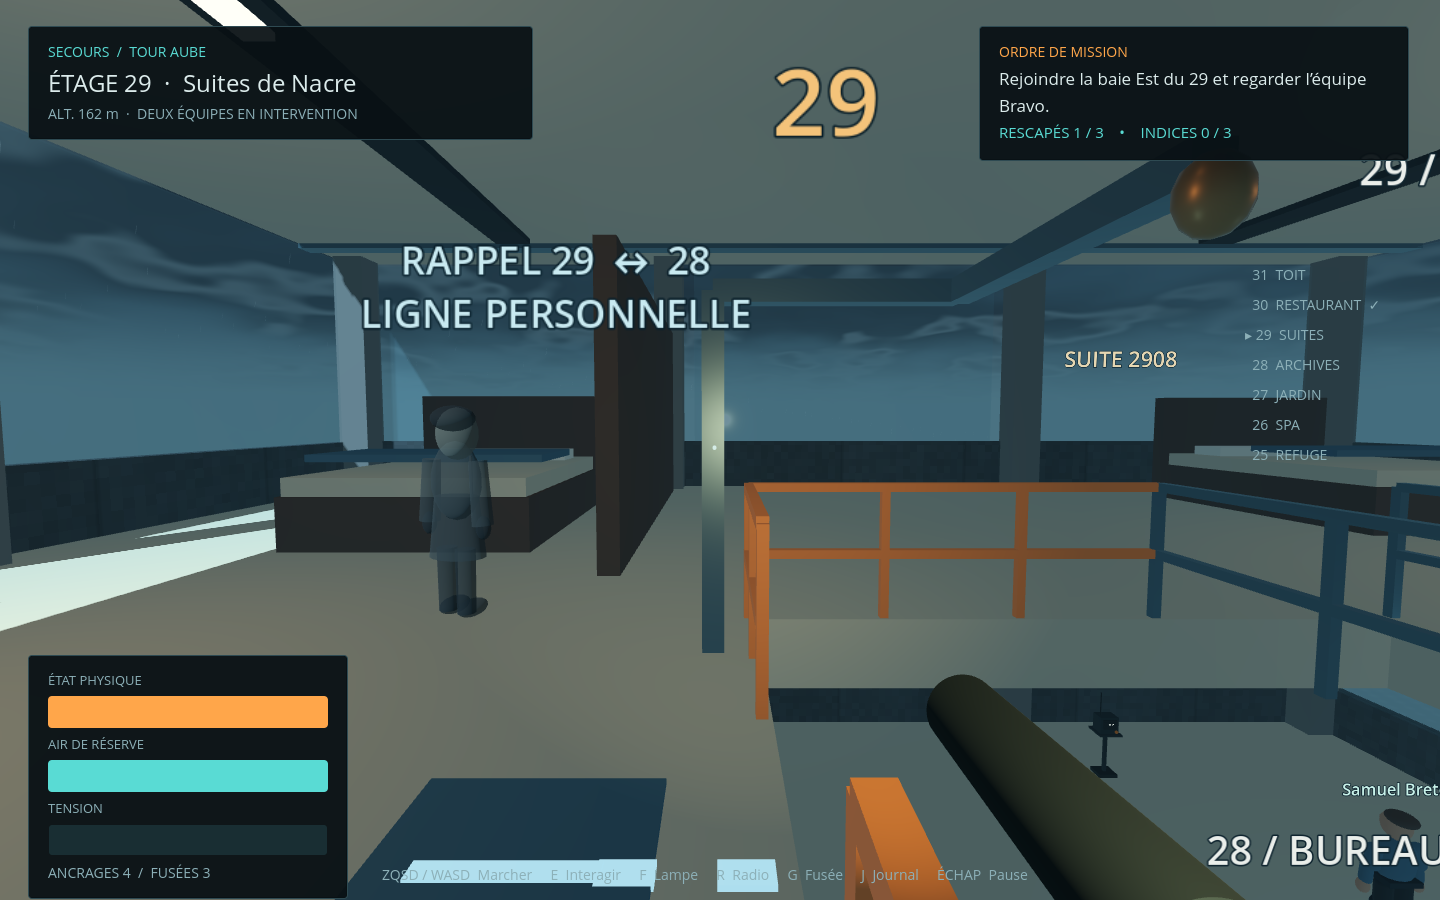 SECOURS / TOUR AUBE
ÉTAGE 29 · Suites de Nacre
ALT. 162 m · DEUX ÉQUIPES EN INTERVENTION
29
ORDRE DE MISSION
Rejoindre la baie Est du 29 et regarder l’équipe
Bravo.
RESCAPÉS 1 / 3 • INDICES 0 / 3
29 /
RAPPEL 29 ↔ 28
LIGNE PERSONNELLE
SUITE 2908
31 TOIT
30 RESTAURANT ✓
▸ 29 SUITES
28 ARCHIVES
27 JARDIN
26 SPA
25 REFUGE
ÉTAT PHYSIQUE
AIR DE RÉSERVE
TENSION
ANCRAGES 4 / FUSÉES 3
Samuel Bret
28 / BUREAU
ZQSD / WASD Marcher E Interagir F Lampe R Radio G Fusée J Journal ÉCHAP Pause